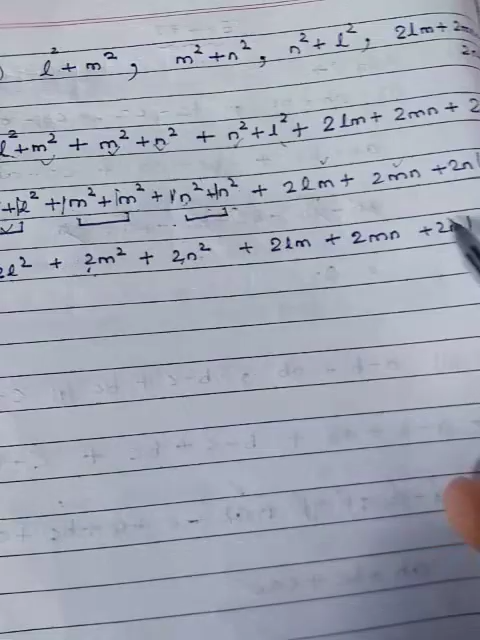 ) l² + m², m² + n², n² + l², 2lm + 2mn
l² + m² + m² + n² + n² + l² + 2lm + 2mn + 2
+ l² + 1m² + 1m² + 1n² + 1n² + 2lm + 2mn + 2nl
2l² + 2m² + 2n² + 2lm + 2mn + 2n